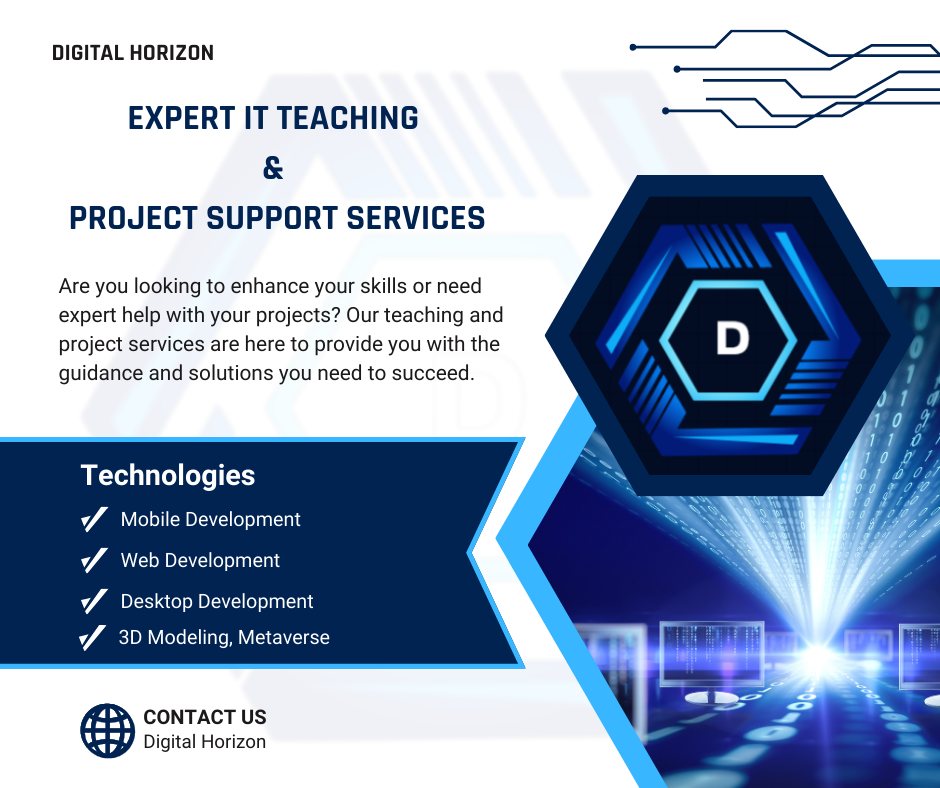 DIGITAL HORIZON
EXPERT IT TEACHING
&
PROJECT SUPPORT SERVICES
Are you looking to enhance your skills or need
expert help with your projects? Our teaching and
project services are here to provide you with the
guidance and solutions you need to succeed.
D
Technologies
Mobile Development
Web Development
Desktop Development
3D Modeling, Metaverse
CONTACT US
Digital Horizon